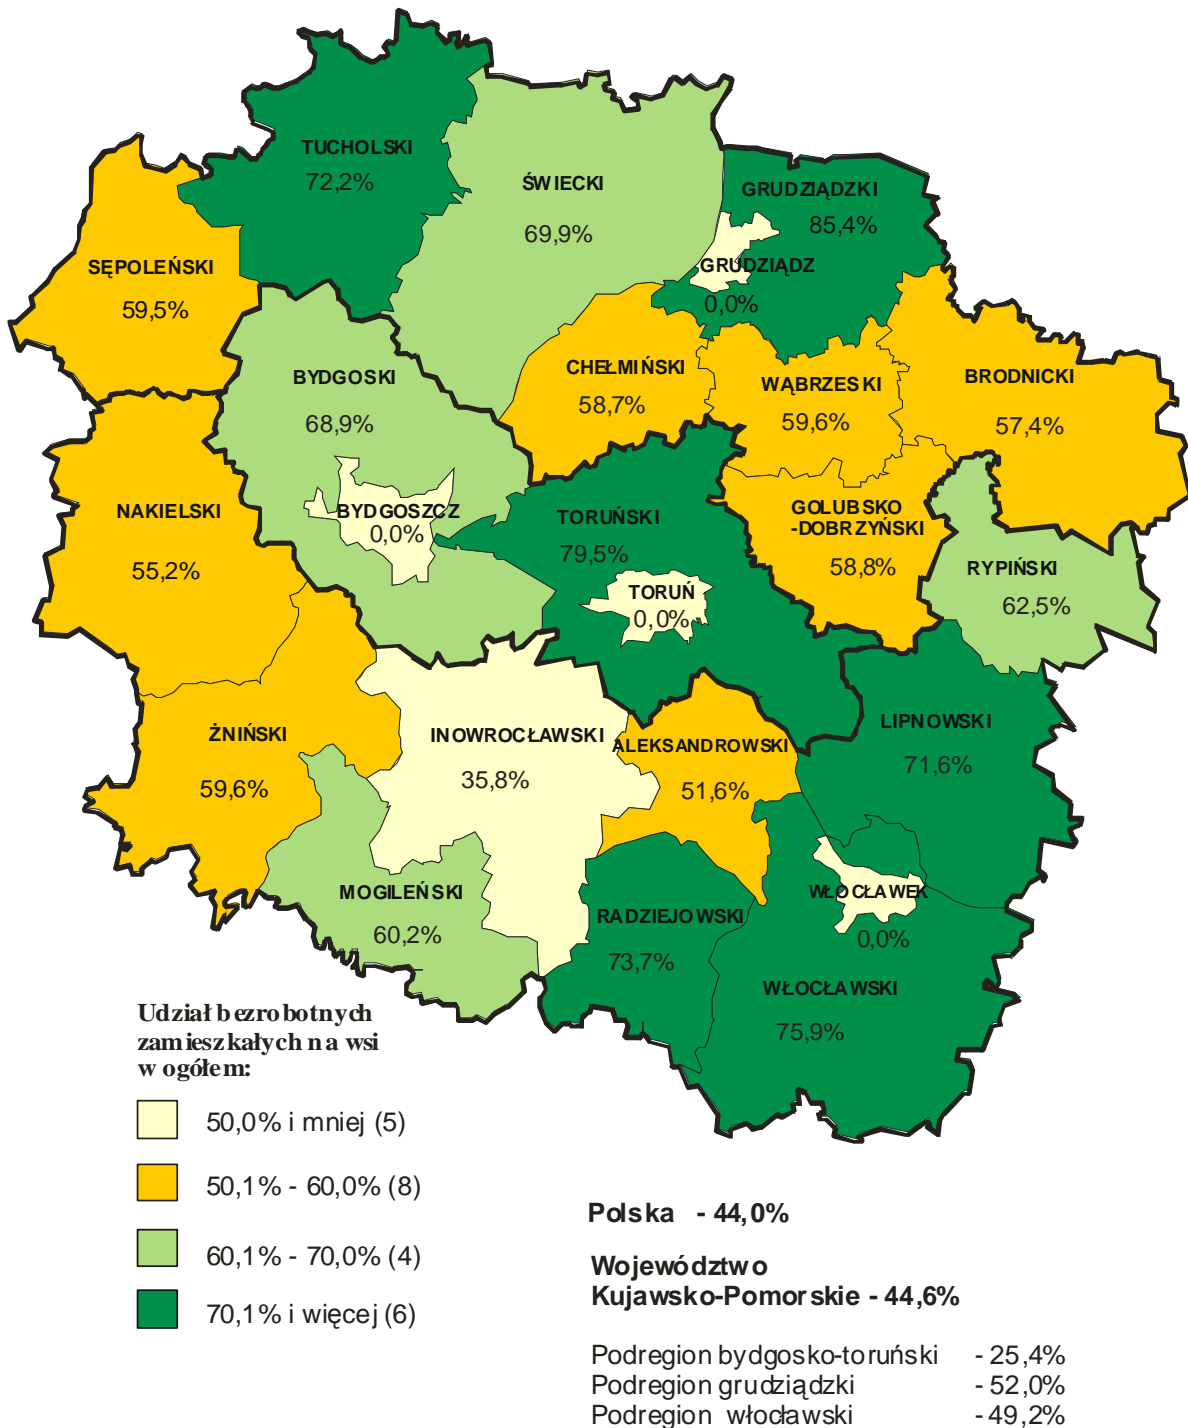 TUCHOLSKI
72,2%
ŚWIECKI
69,9%
GRUDZIĄDZKI
85,4%
GRUDZIĄDZ
0,0%
SĘPOLEŃSKI
59,5%
BYDGOSKI
68,9%
CHEŁMIŃSKI
58,7%
WĄBRZESKI
59,6%
BRODNICKI
57,4%
NAKIELSKI
55,2%
BYDGOSZCZ
0,0%
TORUŃSKI
79,5%
GOLUBSKO
-DOBRZYŃSKI
58,8%
RYPIŃSKI
62,5%
TORUŃ
0,0%
ŻNIŃSKI
59,6%
INOWROCŁAWSKI
35,8%
ALEKSANDROWSKI
51,6%
LIPNOWSKI
71,6%
MOGILEŃSKI
60,2%
RADZIEJOWSKI
73,7%
WŁOCŁAWEK
0,0%
WŁOCŁAWSKI
75,9%
Udział bezrobotnych
zamieszkałych na wsi
w ogółem:
50,0% i mniej (5)
50,1% - 60,0% (8)
60,1% - 70,0% (4)
70,1% i więcej (6)
Polska - 44,0%
Województwo
Kujawsko-Pomorskie - 44,6%
Podregion bydgosko-toruński - 25,4%
Podregion grudziądzki - 52,0%
Podregion włocławski - 49,2%